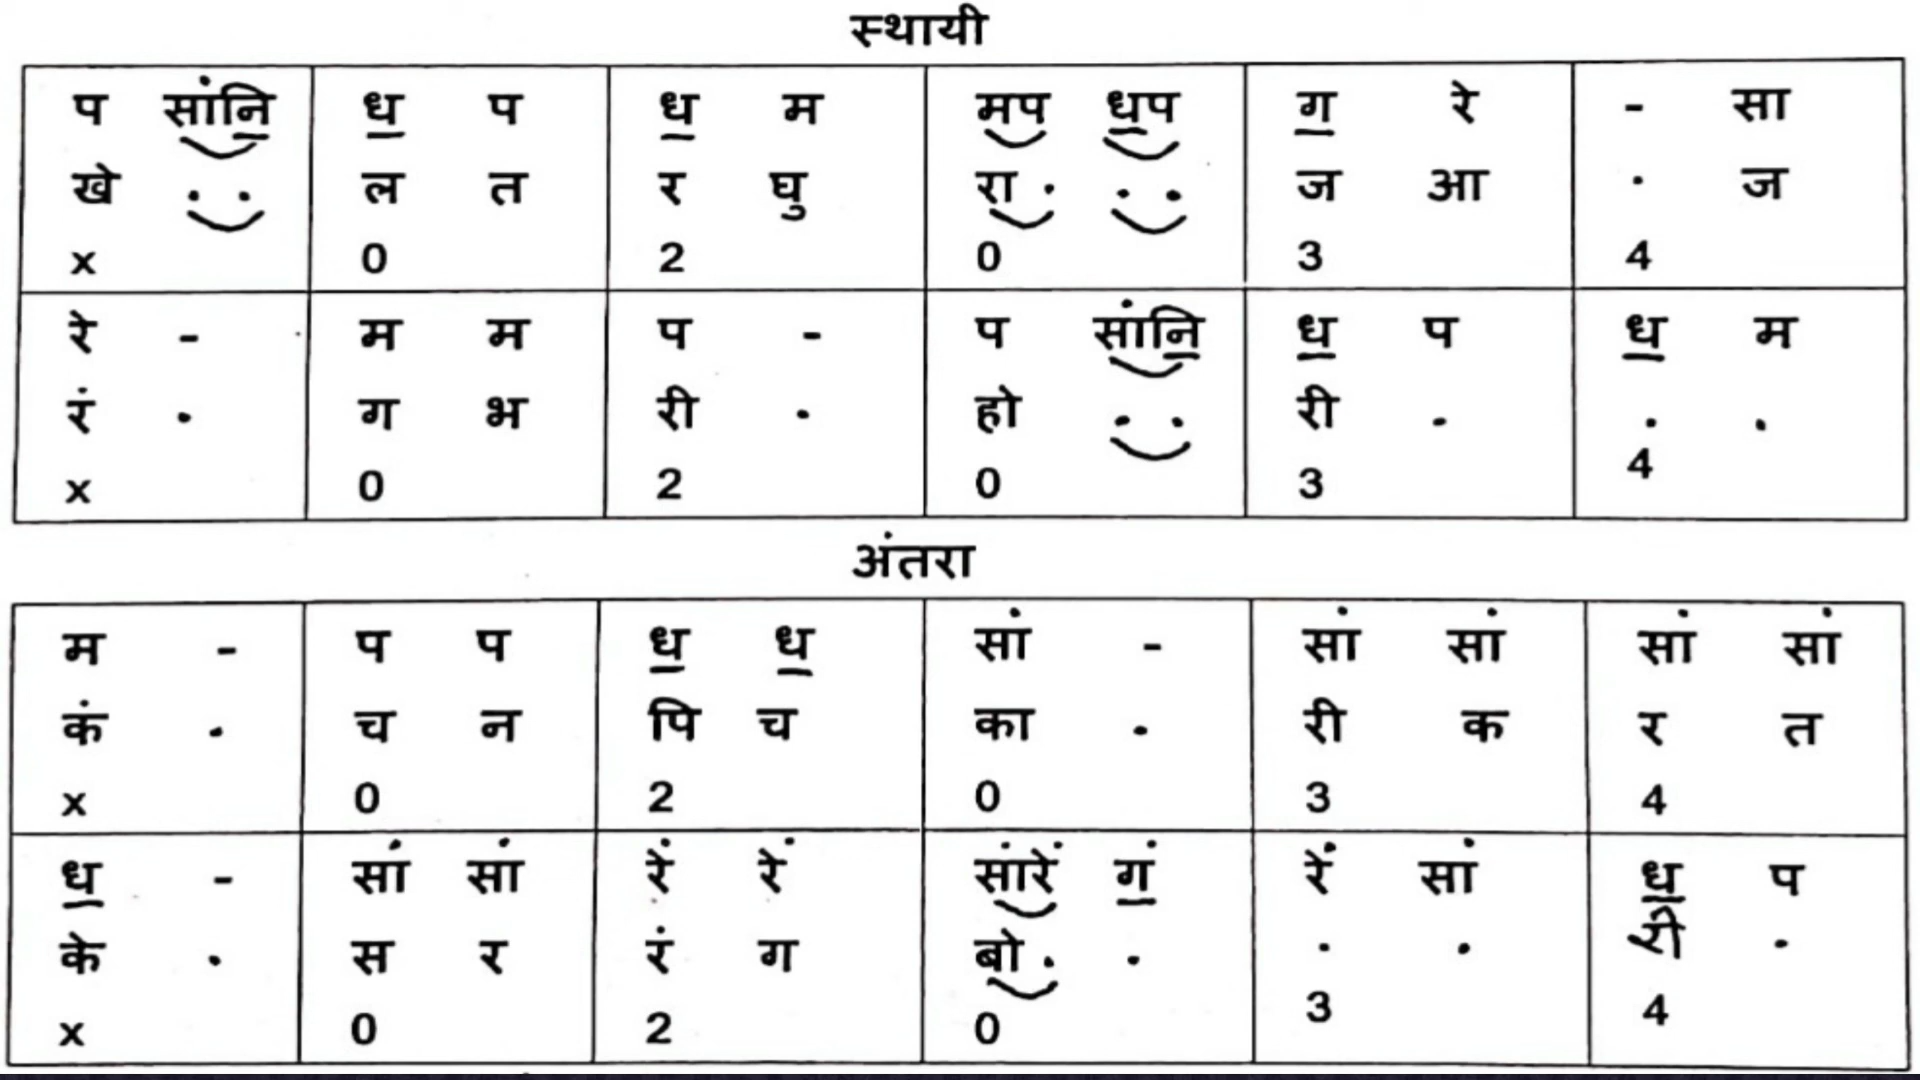 स्थायी
प सांनि ध प ध म मप धप ग रे - सा
खे . . ल त र घु रा . . . ज आ . ज
x 0 2 0 3 4
रे - म म प - प सांनि ध प ध म
रं . ग भ री . हो . . री . . .
x 0 2 0 3 4
अंतरा
म - प प ध ध सां - सां सां सां सां
कं . च न पि च का . री क र त
x 0 2 0 3 4
ध - सां सां रें रें सांरें गं रें सां ध प
के . स र रं ग बो . . . . री .
x 0 2 0 3 4